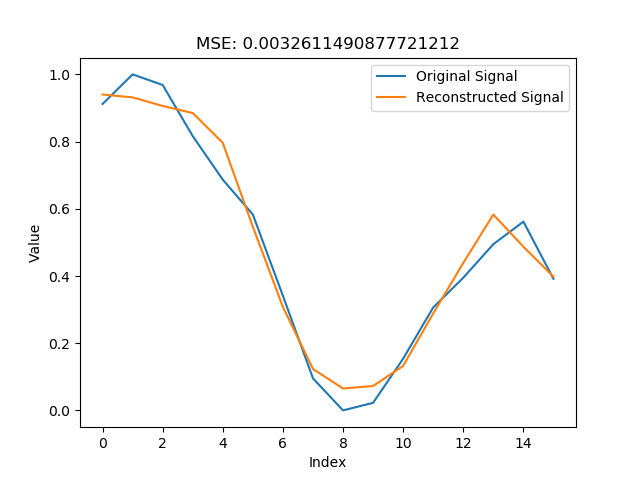 MSE: 0.0032611490877721212
Original Signal
Reconstructed Signal
1.0
0.8
0.6
0.4
0.2
0.0
Value
0 2 4 6 8 10 12 14
Index